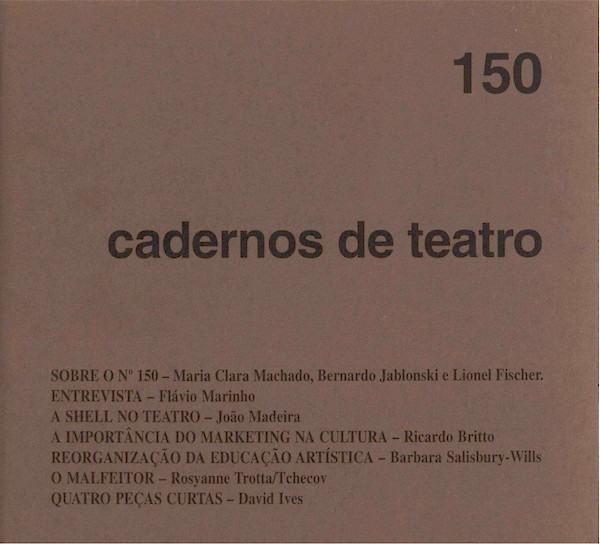 150
cadernos de teatro
SOBRE O Nº 150 – Maria Clara Machado, Bernardo Jablonski e Lionel Fischer.
ENTREVISTA – Flávio Marinho
A SHELL NO TEATRO – João Madeira
A IMPORTÂNCIA DO MARKETING NA CULTURA – Ricardo Britto
REORGANIZAÇÃO DA EDUCAÇÃO ARTÍSTICA – Barbara Salisbury-Wills
O MALFEITOR – Rosyanne Trotta/Tchecov
QUATRO PEÇAS CURTAS – David Ives